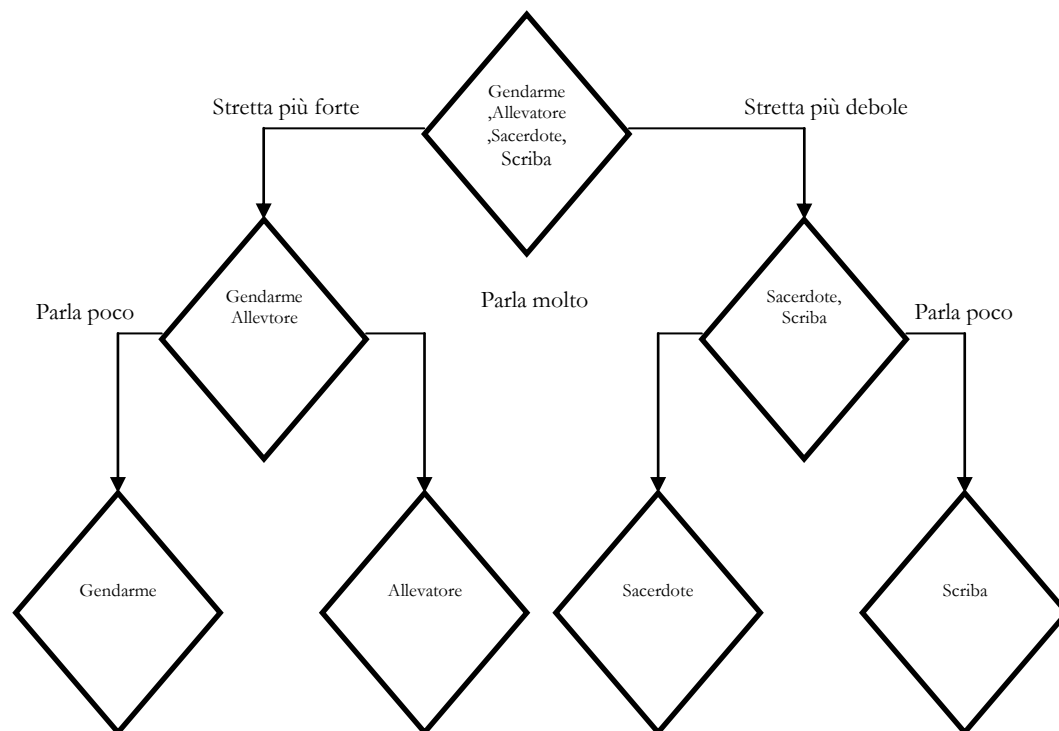 Gendarme
,Allevatore
,Sacerdote,
Scriba
Stretta più forte
Stretta più debole
Gendarme
Allevtore
Sacerdote,
Scriba
Parla poco
Parla molto
Parla poco
Gendarme
Allevatore
Sacerdote
Scriba